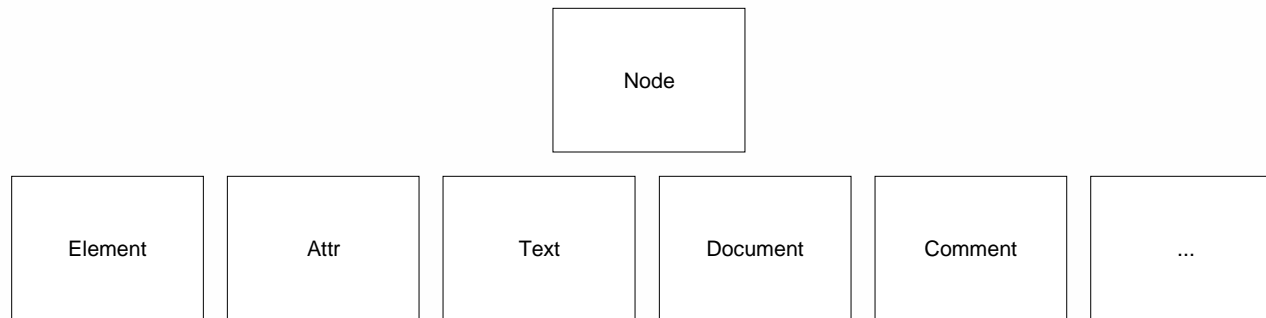 Node
Element
Attr
Text
Document
Comment
...